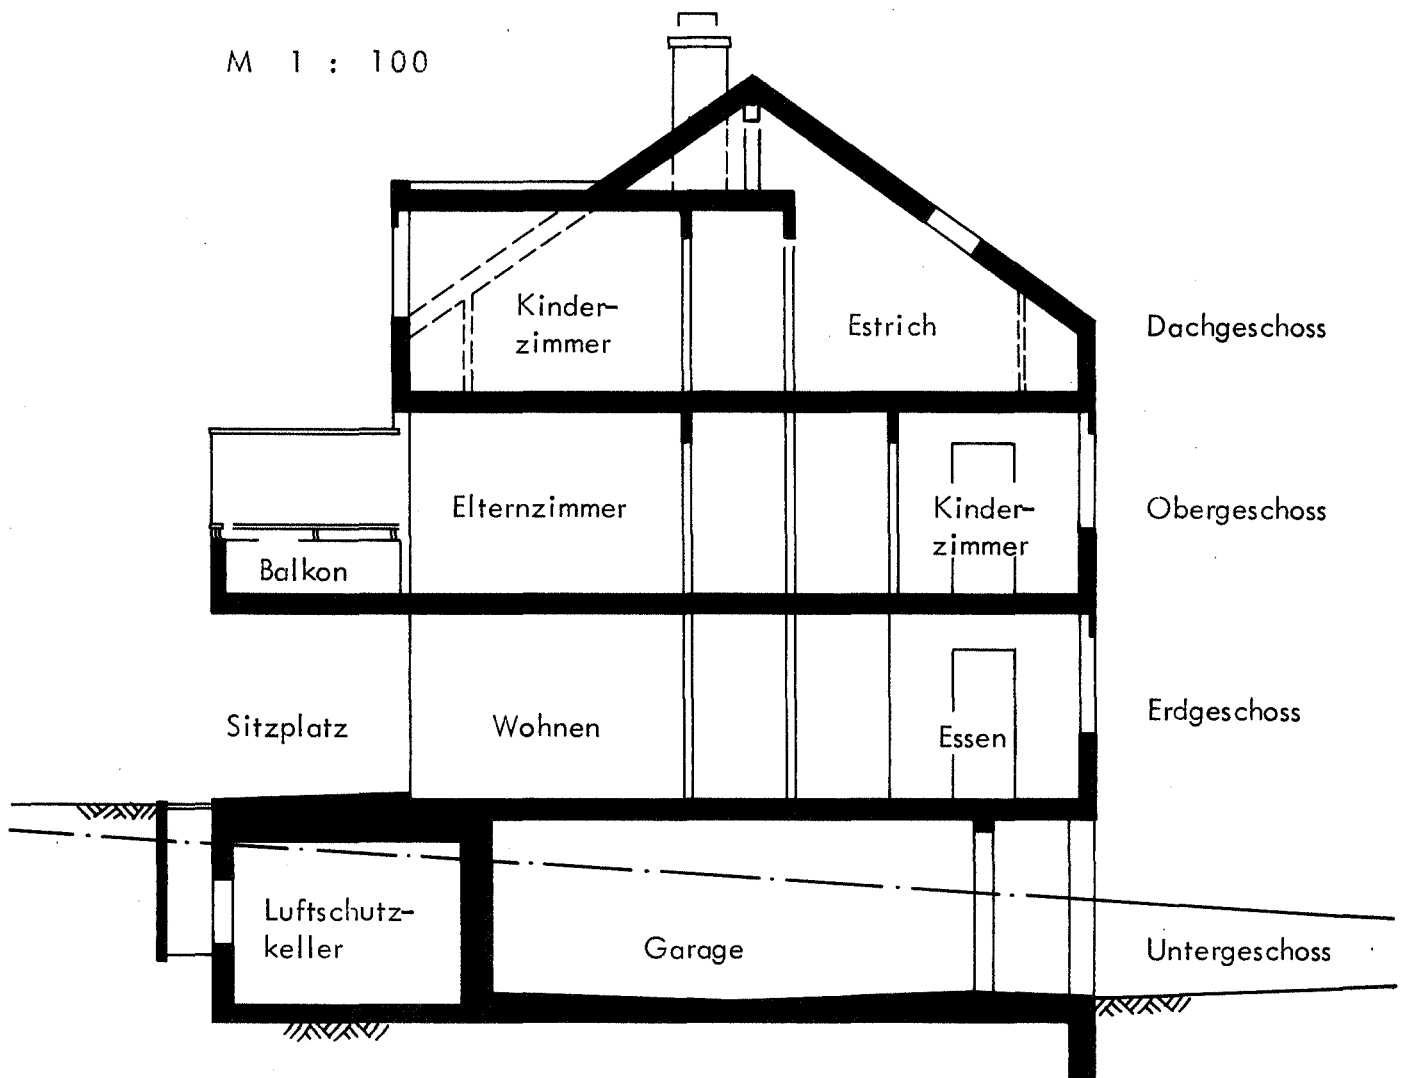 M 1 : 100
Kinder-
zimmer
Estrich
Dachgeschoss
Elternzimmer
Kinder-
zimmer
Obergeschoss
Balkon
Sitzplatz
Wohnen
Essen
Erdgeschoss
Luftschutz-
keller
Garage
Untergeschoss